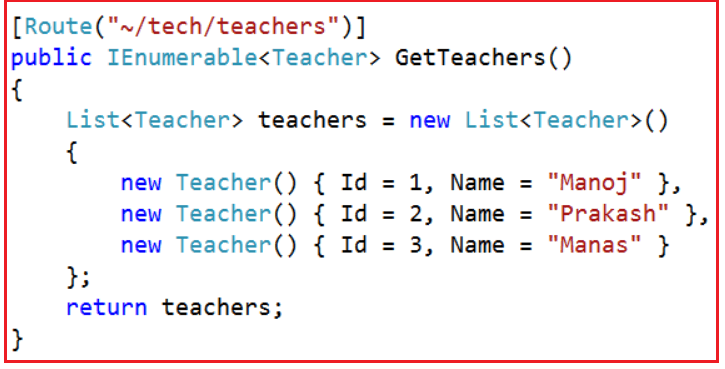 [Route("~/tech/teachers")]
public IEnumerable<Teacher> GetTeachers()
{
    List<Teacher> teachers = new List<Teacher>()
    {
        new Teacher() { Id = 1, Name = "Manoj" },
        new Teacher() { Id = 2, Name = "Prakash" },
        new Teacher() { Id = 3, Name = "Manas" }
    };
    return teachers;
}